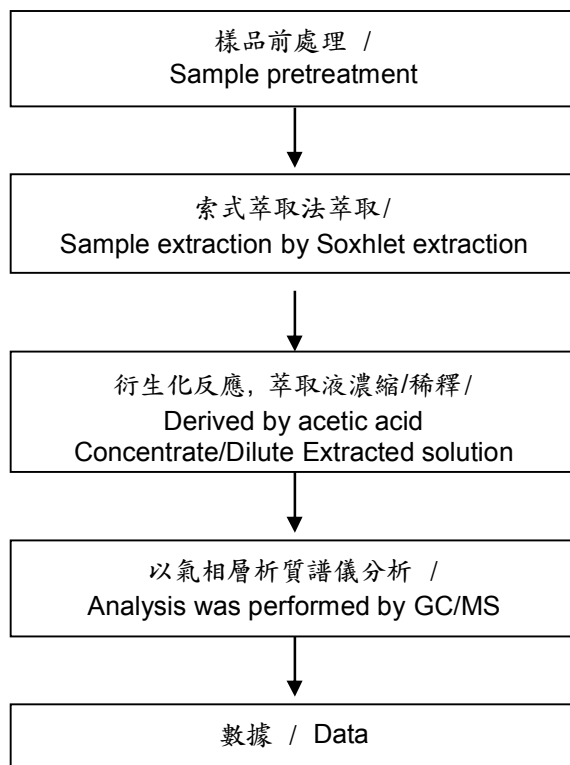 樣品前處理 /
Sample pretreatment
索式萃取法萃取/
Sample extraction by Soxhlet extraction
衍生化反應, 萃取液濃縮/稀釋/
Derived by acetic acid
Concentrate/Dilute Extracted solution
以氣相層析質譜儀分析 /
Analysis was performed by GC/MS
數據 / Data